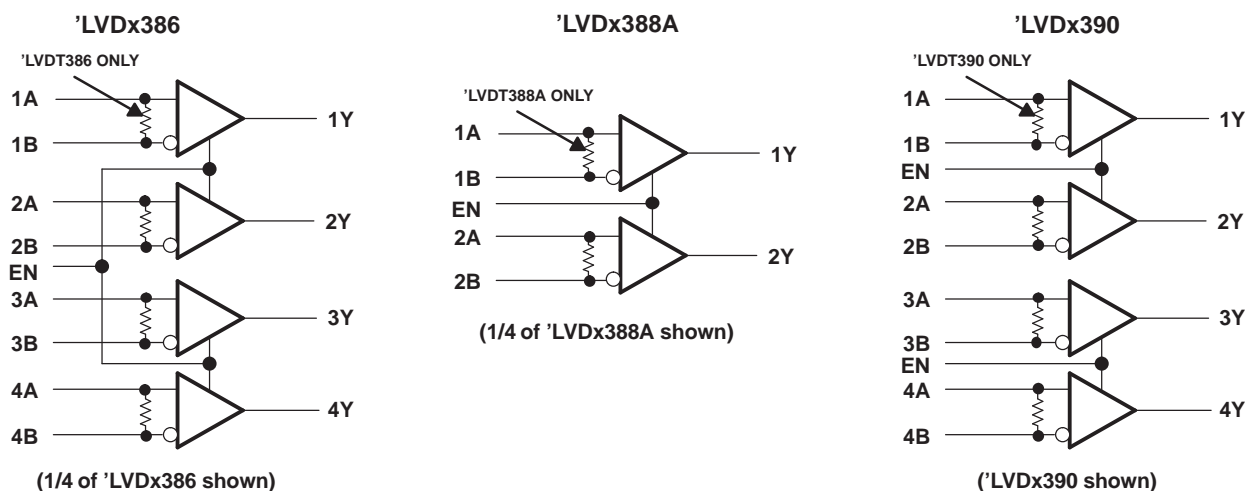 'LVDx386
'LVDT386 ONLY
1A
1B
1Y
2A
2B
2Y
EN
3A
3B
3Y
4A
4B
4Y
(1/4 of 'LVDx386 shown)
'LVDx388A
'LVDT388A ONLY
1A
1B
1Y
EN
2A
2B
2Y
(1/4 of 'LVDx388A shown)
'LVDx390
'LVDT390 ONLY
1A
1B
1Y
EN
2A
2B
2Y
3A
3B
3Y
EN
4A
4B
4Y
('LVDx390 shown)